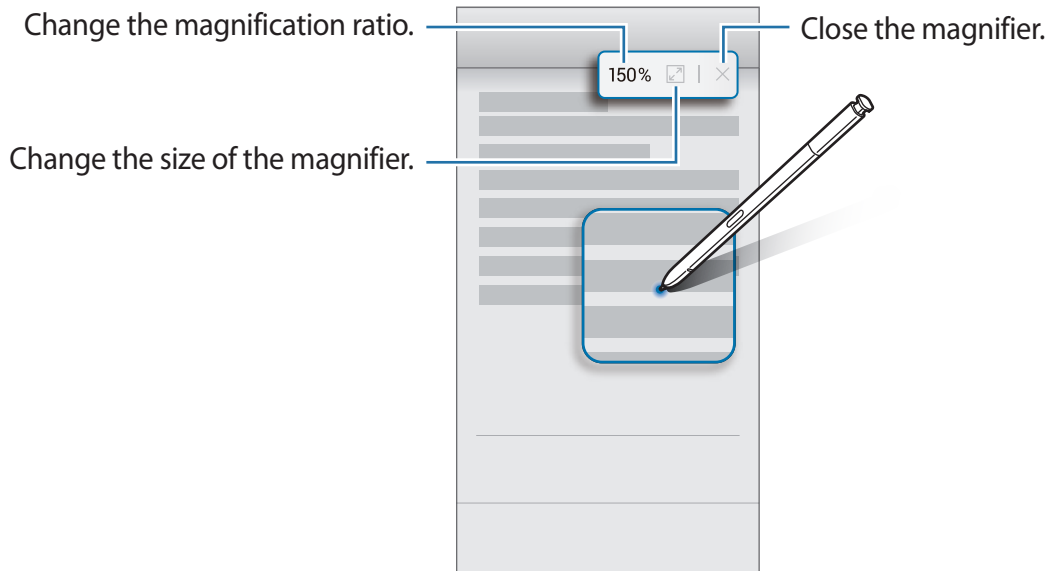 Change the magnification ratio.
Close the magnifier.
150%
Change the size of the magnifier.